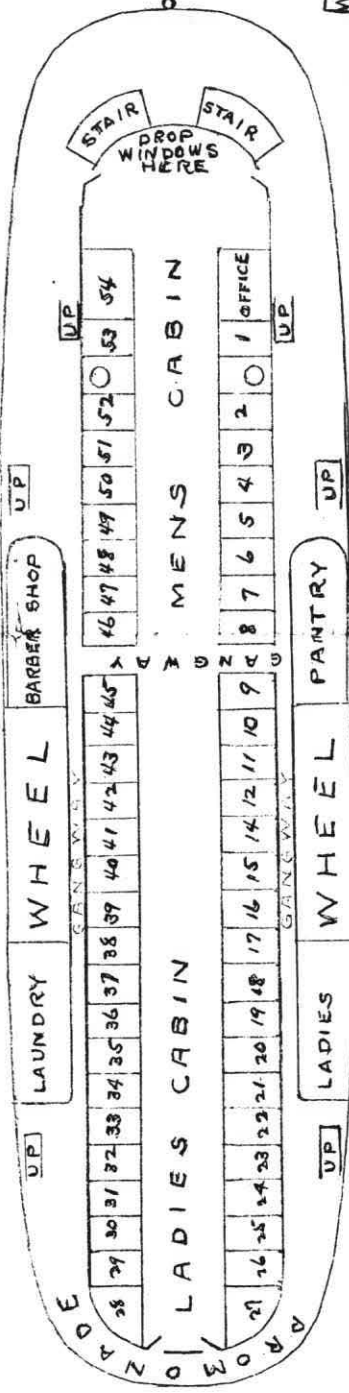 STAIR
STAIR
DROP
WINDOWS
HERE
UP
54
53
52
51
50
49
48
47
46
MENS CABIN
OFFICE
1
2
3
4
5
6
7
8
UP
UP
UP
BARBER SHOP
PANTRY
GANGWAY
WHEEL
GANGWAY
45
44
43
42
41
40
39
38
37
36
35
34
33
32
31
30
29
28
LADIES CABIN
9
10
11
12
14
15
16
17
18
19
20
21
22
23
24
25
26
27
GANGWAY
WHEEL
LAUNDRY
LADIES
UP
UP
PROMONADE